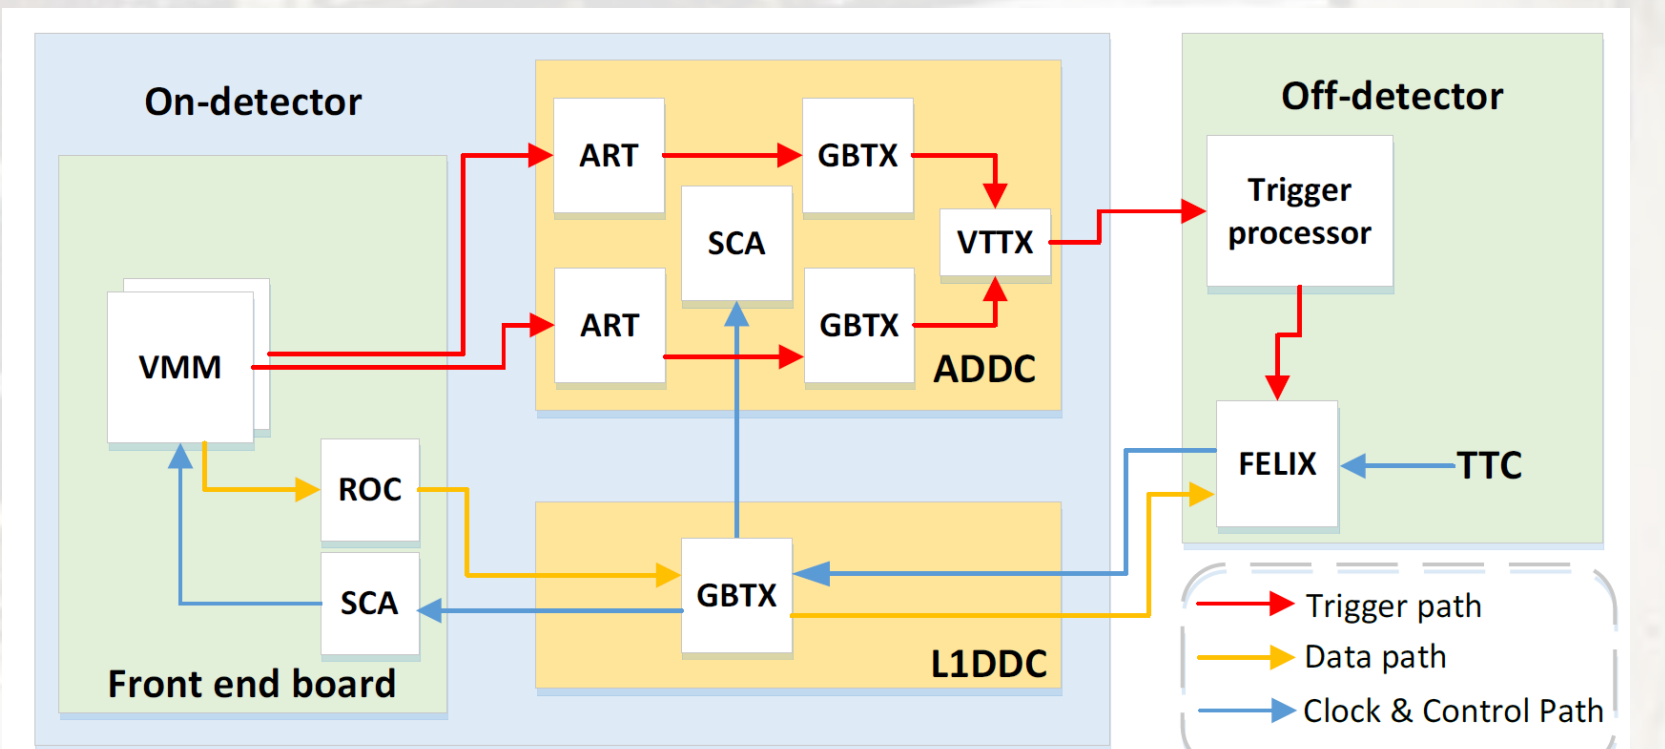 On-detector
Off-detector
ART
GBTX
Trigger
processor
SCA
VTTX
ART
GBTX
VMM
ADDC
ROC
FELIX
TTC
SCA
GBTX
L1DDC
Front end board
Trigger path
Data path
Clock & Control Path